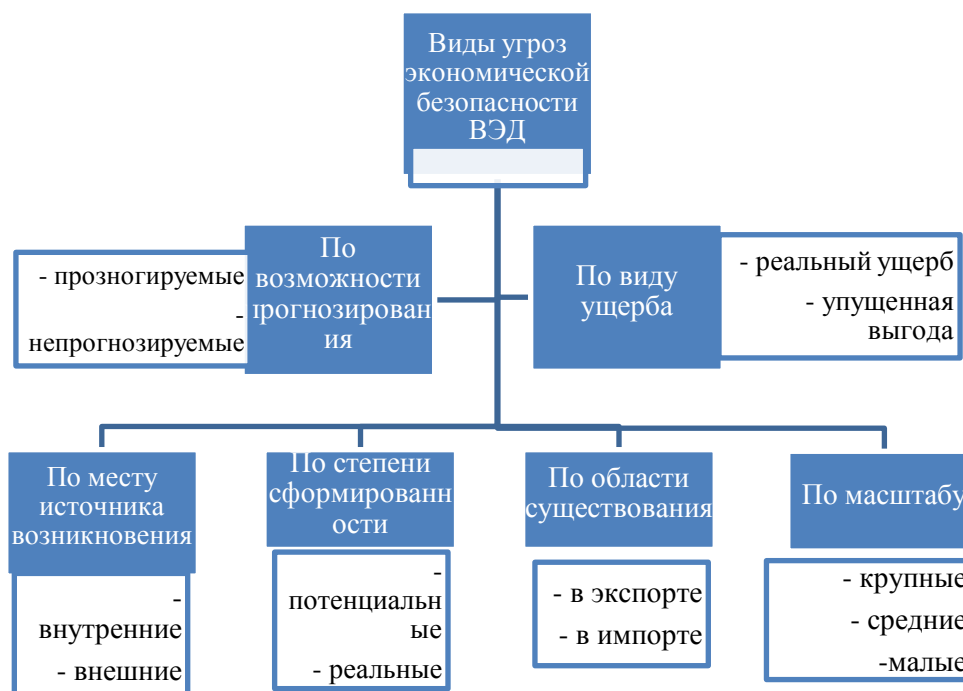 Виды угроз
экономической
безопасности
ВЭД
- прозногируемые
-
непрогнозируемые
По
возможности
прогнозирован
ия
По виду
ущерба
- реальный ущерб
- упущенная
выгода
По месту
источника
возникновения
-
внутренние
- внешние
По степени
сформированн
ости
-
потенциальн
ые
- реальные
По области
существования
- в экспорте
- в импорте
По масштабу
- крупные
- средние
-малые